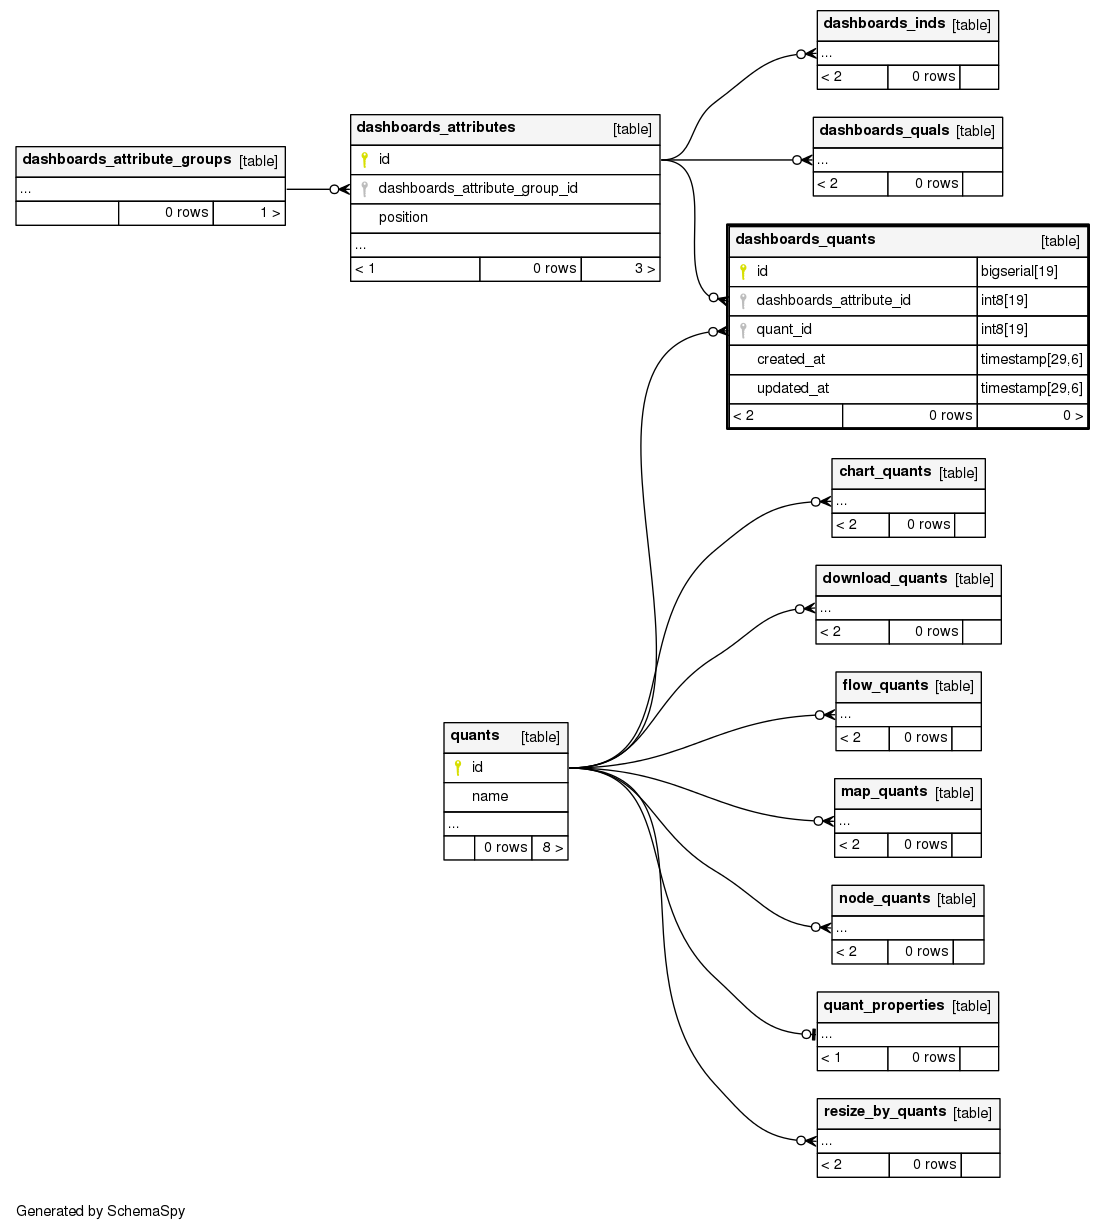 dashboards_inds [table]
...
< 2 0 rows
dashboards_attributes [table]
id
dashboards_attribute_group_id
position
...
< 1 0 rows 3 >
dashboards_quals [table]
...
< 2 0 rows
dashboards_attribute_groups [table]
...
0 rows 1 >
dashboards_quants [table]
id bigserial[19]
dashboards_attribute_id int8[19]
quant_id int8[19]
created_at timestamp[29,6]
updated_at timestamp[29,6]
< 2 0 rows 0 >
chart_quants [table]
...
< 2 0 rows
download_quants [table]
...
< 2 0 rows
flow_quants [table]
...
< 2 0 rows
quants [table]
id
name
...
0 rows 8 >
map_quants [table]
...
< 2 0 rows
node_quants [table]
...
< 2 0 rows
quant_properties [table]
...
< 1 0 rows
resize_by_quants [table]
...
< 2 0 rows
Generated by SchemaSpy